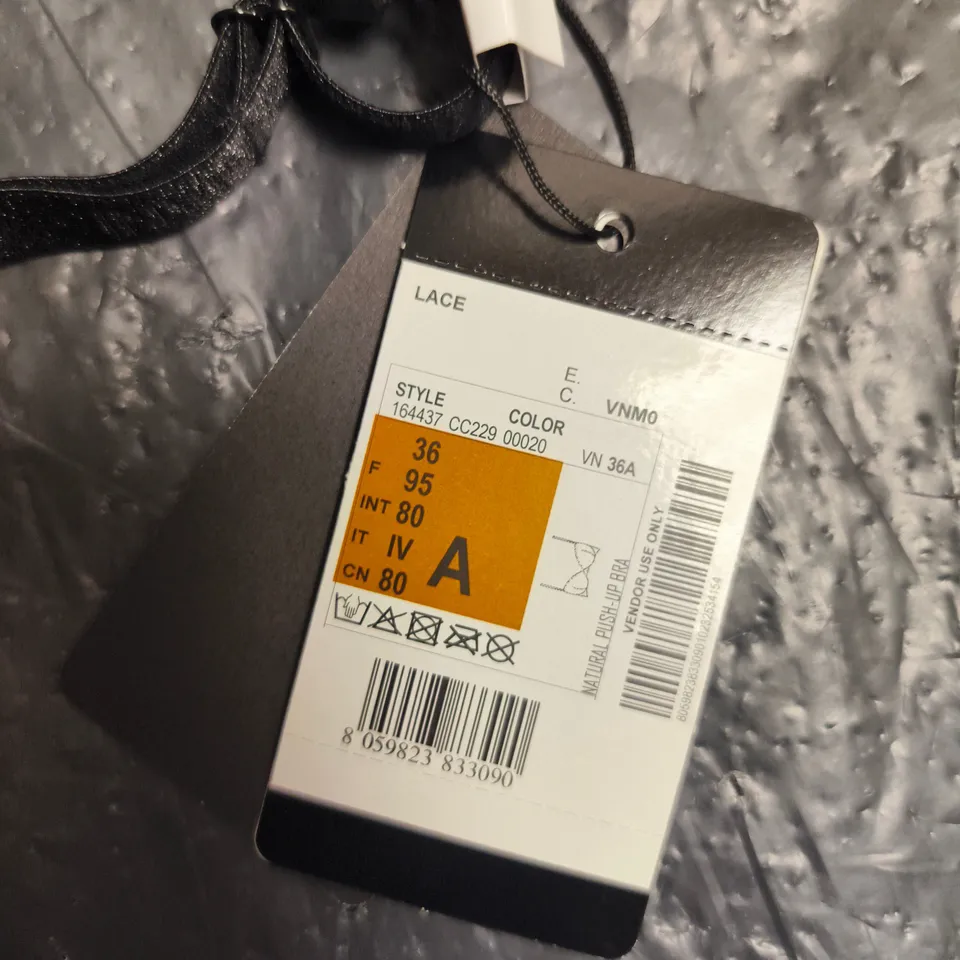 LACE
E.
C.
VNM0
STYLE COLOR
164437 CC229 00020 VN 36A
36
F 95
INT 80
IT IV
CN 80
A
NATURAL PUSH-UP BRA
VENDOR USE ONLY
8 059823 833090